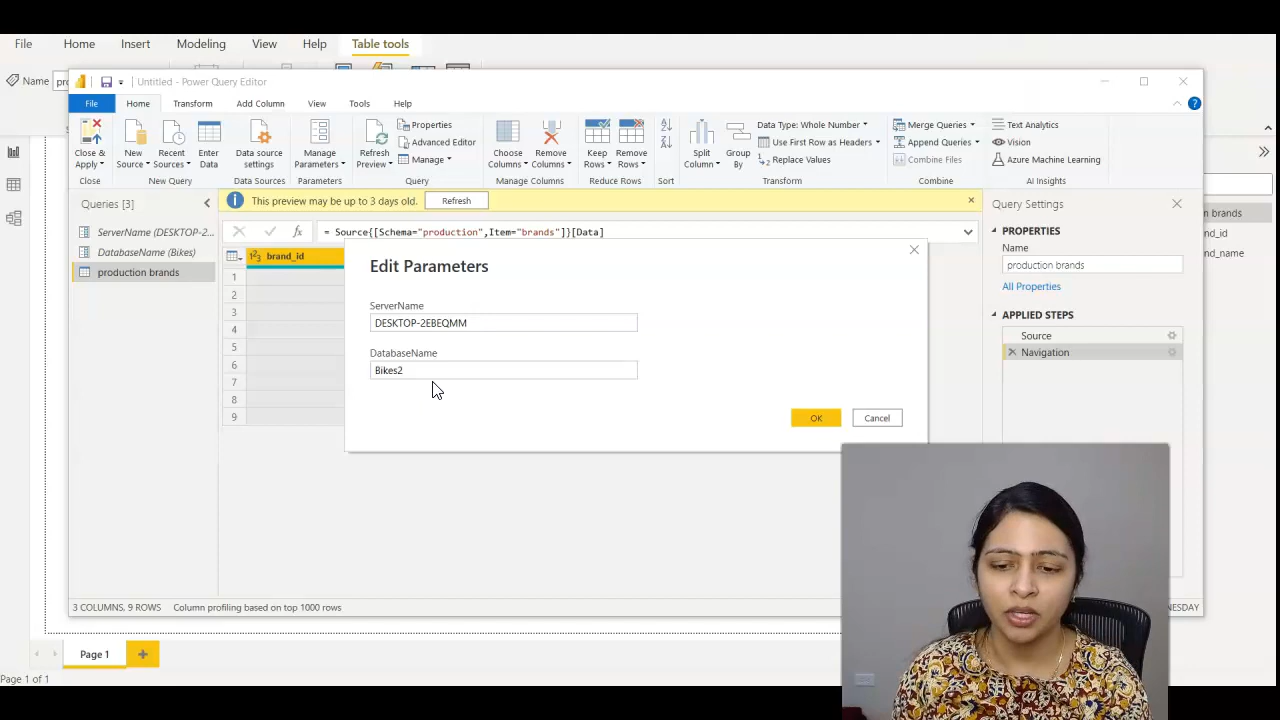 File Home Insert Modeling View Help Table tools
Name
Untitled - Power Query Editor
File Home Transform Add Column View Tools Help
Close & Apply
New Source
Recent Sources
Enter Data
Data source settings
Manage Parameters
Refresh Preview
Properties
Advanced Editor
Manage
Choose Columns
Remove Columns
Keep Rows
Remove Rows
Split Column
Group By
Data Type: Whole Number
Use First Row as Headers
Replace Values
Merge Queries
Append Queries
Combine Files
Text Analytics
Vision
Azure Machine Learning
Close New Query Data Sources Parameters Query Manage Columns Reduce Rows Sort Transform Combine AI Insights
Queries [3]
ServerName (DESKTOP-2...
DatabaseName (Bikes)
production brands
This preview may be up to 3 days old. Refresh
= Source{[Schema="production",Item="brands"]}[Data]
1 2 3 brand_id
1
2
3
4
5
6
7
8
9
Edit Parameters
ServerName
DESKTOP-2EBEQMM
DatabaseName
Bikes2
OK Cancel
Query Settings
PROPERTIES
Name
production brands
All Properties
APPLIED STEPS
Source
Navigation
brands
3 COLUMNS, 9 ROWS Column profiling based on top 1000 rows
Page 1
Page 1 of 1